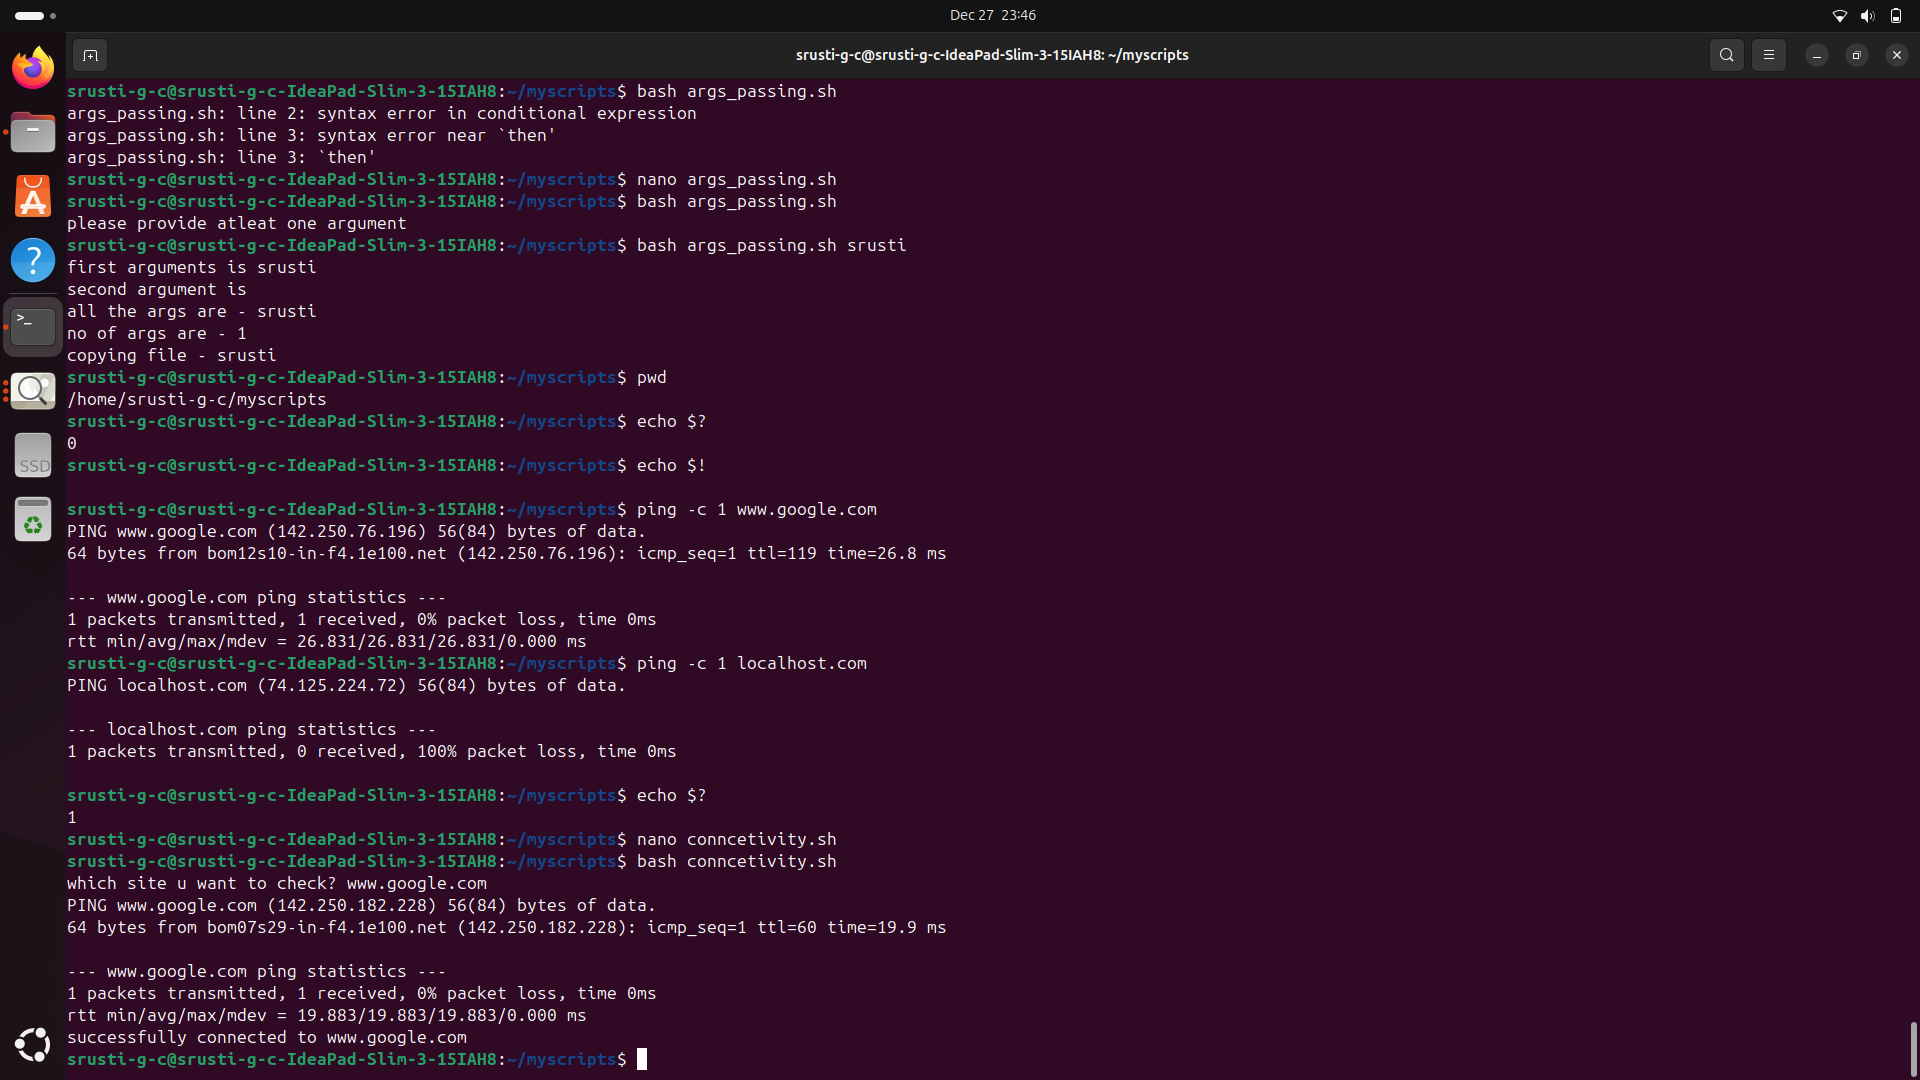 Dec 27 23:46
srusti-g-c@srusti-g-c-IdeaPad-Slim-3-15IAH8: ~/myscripts
srusti-g-c@srusti-g-c-IdeaPad-Slim-3-15IAH8:~/myscripts$ bash args_passing.sh
args_passing.sh: line 2: syntax error in conditional expression
args_passing.sh: line 3: syntax error near `then'
args_passing.sh: line 3: `then'
srusti-g-c@srusti-g-c-IdeaPad-Slim-3-15IAH8:~/myscripts$ nano args_passing.sh
srusti-g-c@srusti-g-c-IdeaPad-Slim-3-15IAH8:~/myscripts$ bash args_passing.sh
please provide atleat one argument
srusti-g-c@srusti-g-c-IdeaPad-Slim-3-15IAH8:~/myscripts$ bash args_passing.sh srusti
first arguments is srusti
second argument is
all the args are - srusti
no of args are - 1
copying file - srusti
srusti-g-c@srusti-g-c-IdeaPad-Slim-3-15IAH8:~/myscripts$ pwd
/home/srusti-g-c/myscripts
srusti-g-c@srusti-g-c-IdeaPad-Slim-3-15IAH8:~/myscripts$ echo $?
0
srusti-g-c@srusti-g-c-IdeaPad-Slim-3-15IAH8:~/myscripts$ echo $!
srusti-g-c@srusti-g-c-IdeaPad-Slim-3-15IAH8:~/myscripts$ ping -c 1 www.google.com
PING www.google.com (142.250.76.196) 56(84) bytes of data.
64 bytes from bom12s10-in-f4.1e100.net (142.250.76.196): icmp_seq=1 ttl=119 time=26.8 ms
--- www.google.com ping statistics ---
1 packets transmitted, 1 received, 0% packet loss, time 0ms
rtt min/avg/max/mdev = 26.831/26.831/26.831/0.000 ms
srusti-g-c@srusti-g-c-IdeaPad-Slim-3-15IAH8:~/myscripts$ ping -c 1 localhost.com
PING localhost.com (74.125.224.72) 56(84) bytes of data.
--- localhost.com ping statistics ---
1 packets transmitted, 0 received, 100% packet loss, time 0ms
srusti-g-c@srusti-g-c-IdeaPad-Slim-3-15IAH8:~/myscripts$ echo $?
1
srusti-g-c@srusti-g-c-IdeaPad-Slim-3-15IAH8:~/myscripts$ nano conncetivity.sh
srusti-g-c@srusti-g-c-IdeaPad-Slim-3-15IAH8:~/myscripts$ bash conncetivity.sh
which site u want to check? www.google.com
PING www.google.com (142.250.182.228) 56(84) bytes of data.
64 bytes from bom07s29-in-f4.1e100.net (142.250.182.228): icmp_seq=1 ttl=60 time=19.9 ms
--- www.google.com ping statistics ---
1 packets transmitted, 1 received, 0% packet loss, time 0ms
rtt min/avg/max/mdev = 19.883/19.883/19.883/0.000 ms
successfully connected to www.google.com
srusti-g-c@srusti-g-c-IdeaPad-Slim-3-15IAH8:~/myscripts$
SSD